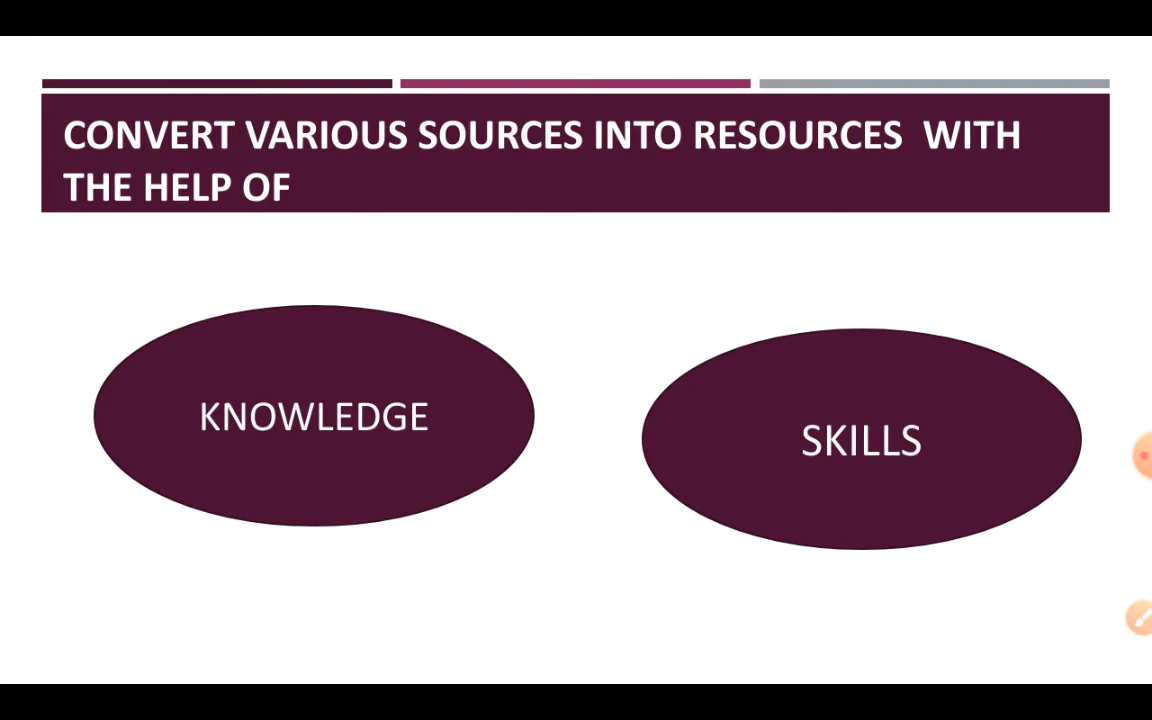 CONVERT VARIOUS SOURCES INTO RESOURCES  WITH
THE HELP OF
KNOWLEDGE
SKILLS